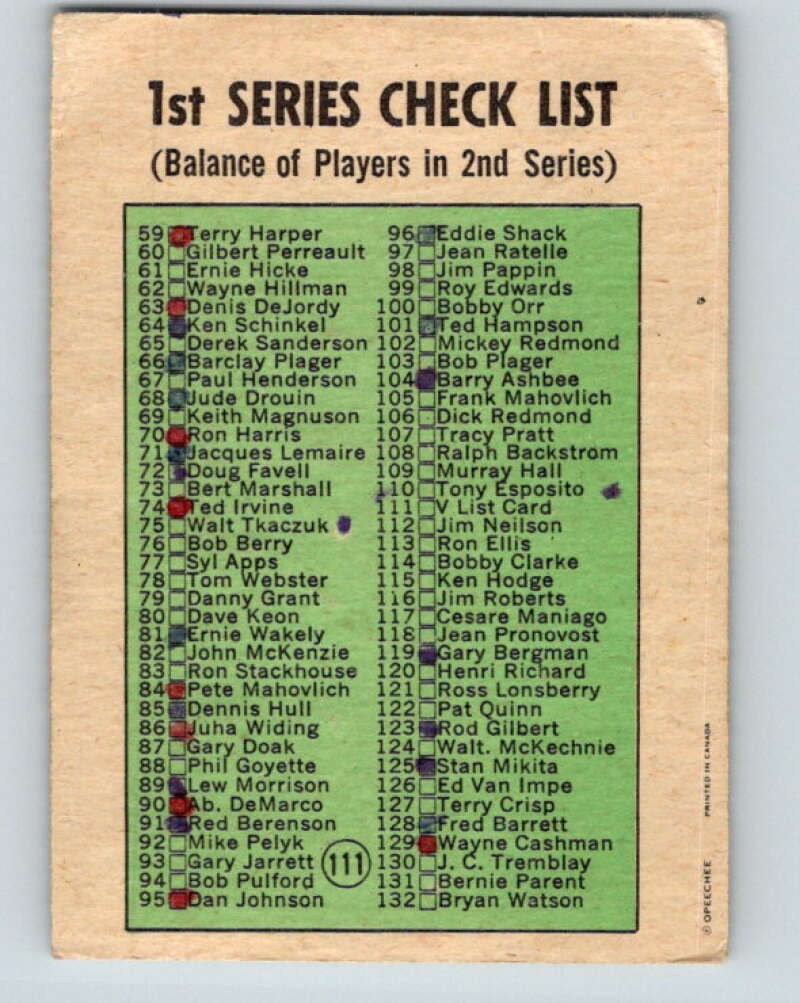 1st SERIES CHECK LIST
(Balance of Players in 2nd Series)
59 Terry Harper
60 Gilbert Perreault
61 Ernie Hicke
62 Wayne Hillman
63 Denis DeJordy
64 Ken Schinkel
65 Derek Sanderson
66 Barclay Plager
67 Paul Henderson
68 Jude Drouin
69 Keith Magnuson
70 Ron Harris
71 Jacques Lemaire
72 Doug Favell
73 Bert Marshall
74 Ted Irvine
75 Walt Tkaczuk
76 Bob Berry
77 Syl Apps
78 Tom Webster
79 Danny Grant
80 Dave Keon
81 Ernie Wakely
82 John McKenzie
83 Ron Stackhouse
84 Pete Mahovlich
85 Dennis Hull
86 Juha Widing
87 Gary Doak
88 Phil Goyette
89 Lew Morrison
90 Ab. DeMarco
91 Red Berenson
92 Mike Pelyk
93 Gary Jarrett
94 Bob Pulford
95 Dan Johnson
96 Eddie Shack
97 Jean Ratelle
98 Jim Pappin
99 Roy Edwards
100 Bobby Orr
101 Ted Hampson
102 Mickey Redmond
103 Bob Plager
104 Barry Ashbee
105 Frank Mahovlich
106 Dick Redmond
107 Tracy Pratt
108 Ralph Backstrom
109 Murray Hall
110 Tony Esposito
111 V List Card
112 Jim Neilson
113 Ron Ellis
114 Bobby Clarke
115 Ken Hodge
116 Jim Roberts
117 Cesare Maniago
118 Jean Pronovost
119 Gary Bergman
120 Henri Richard
121 Ross Lonsberry
122 Pat Quinn
123 Rod Gilbert
124 Walt. McKechnie
125 Stan Mikita
126 Ed Van Impe
127 Terry Crisp
128 Fred Barrett
129 Wayne Cashman
130 J. C. Tremblay
131 Bernie Parent
132 Bryan Watson
111
© OPEECHEE PRINTED IN CANADA